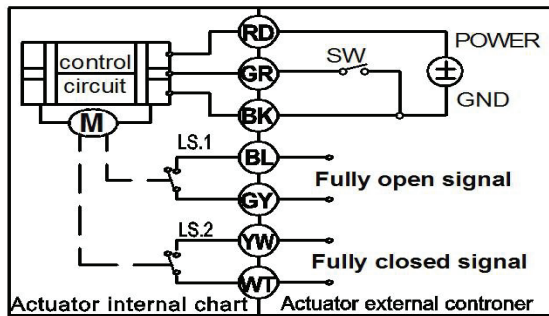 RD
POWER
control
circuit
GR
SW
BK
GND
M
LS.1
BL
Fully open signal
GY
LS.2
YW
Fully closed signal
WT
Actuator internal chart
Actuator external controner